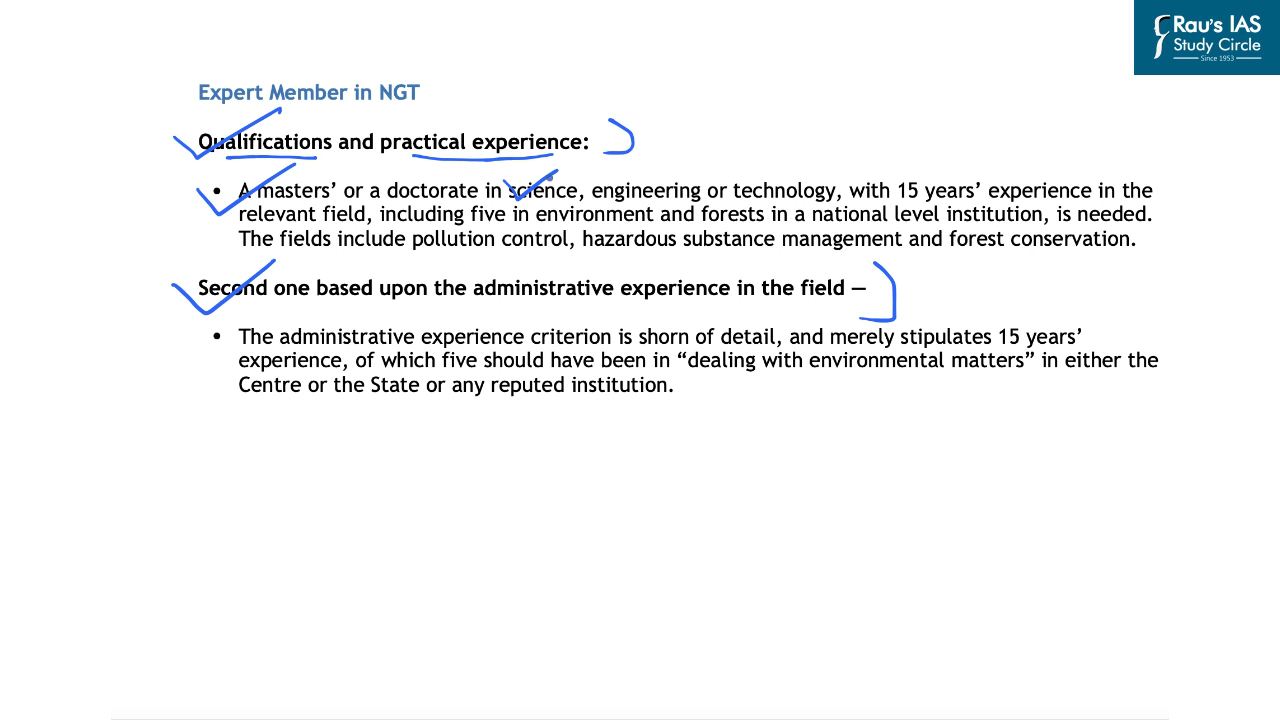 Rau's IAS
Study Circle
Since 1953
Expert Member in NGT
Qualifications and practical experience:
• A masters’ or a doctorate in science, engineering or technology, with 15 years’ experience in the
relevant field, including five in environment and forests in a national level institution, is needed.
The fields include pollution control, hazardous substance management and forest conservation.
Second one based upon the administrative experience in the field —
• The administrative experience criterion is shorn of detail, and merely stipulates 15 years’
experience, of which five should have been in “dealing with environmental matters” in either the
Centre or the State or any reputed institution.